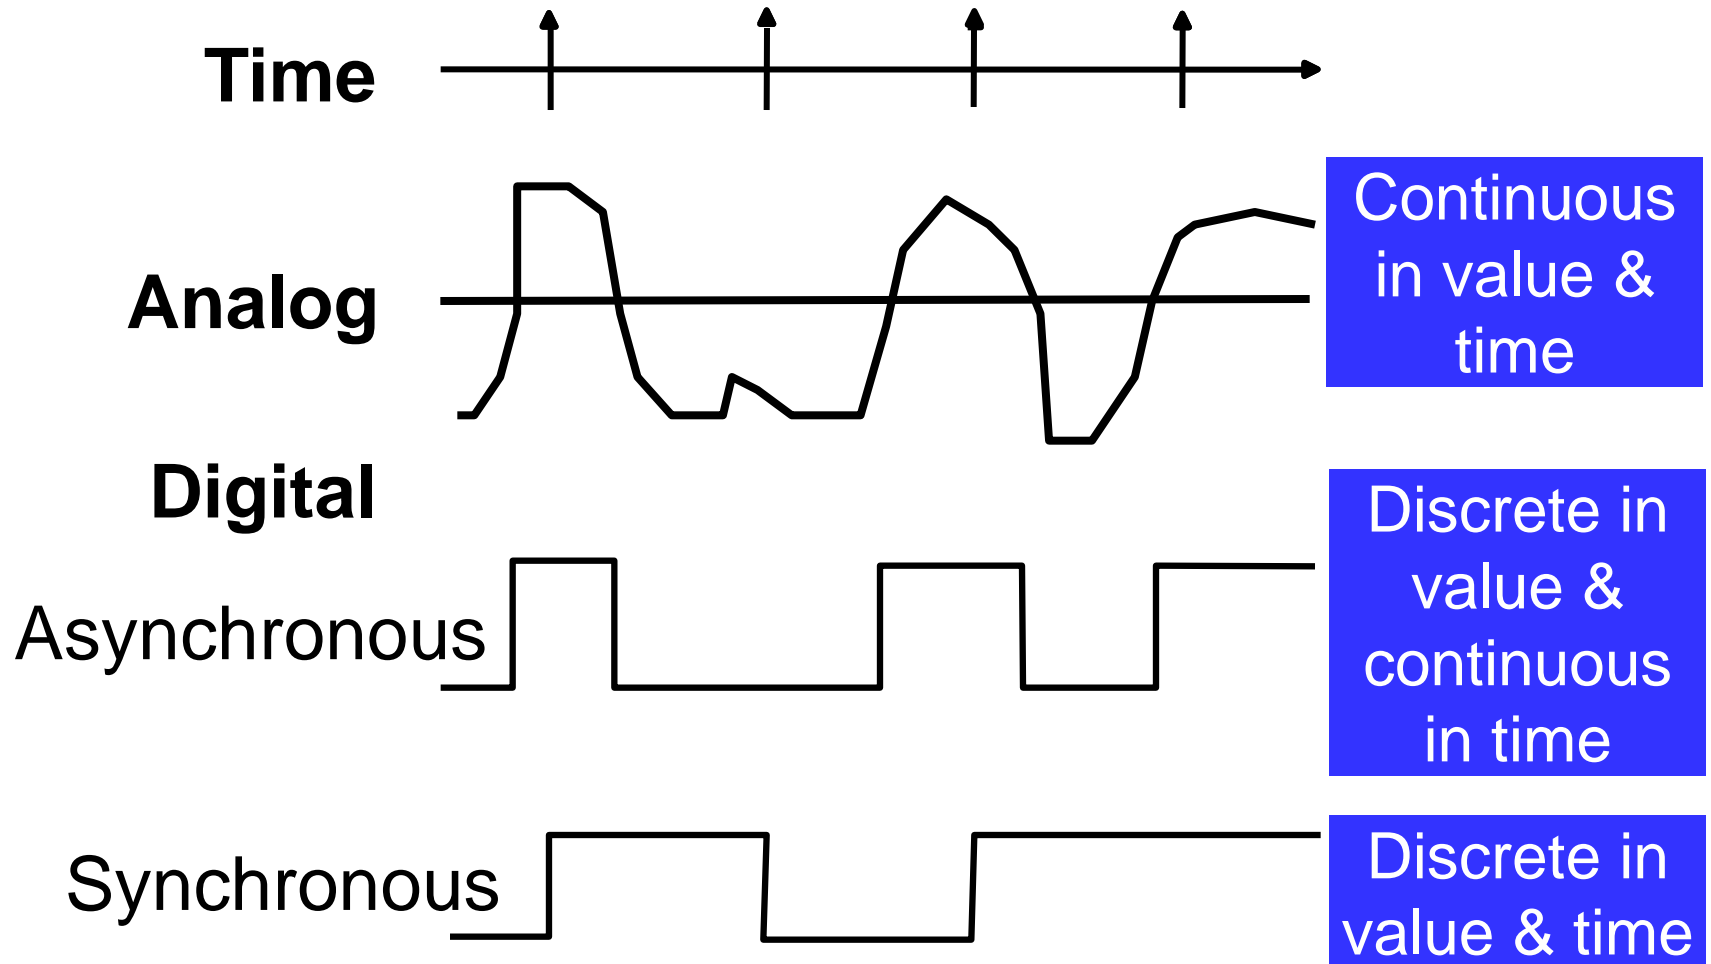 Time
Analog
Continuous
in value &
time
Digital
Asynchronous
Discrete in
value &
continuous
in time
Synchronous
Discrete in
value & time